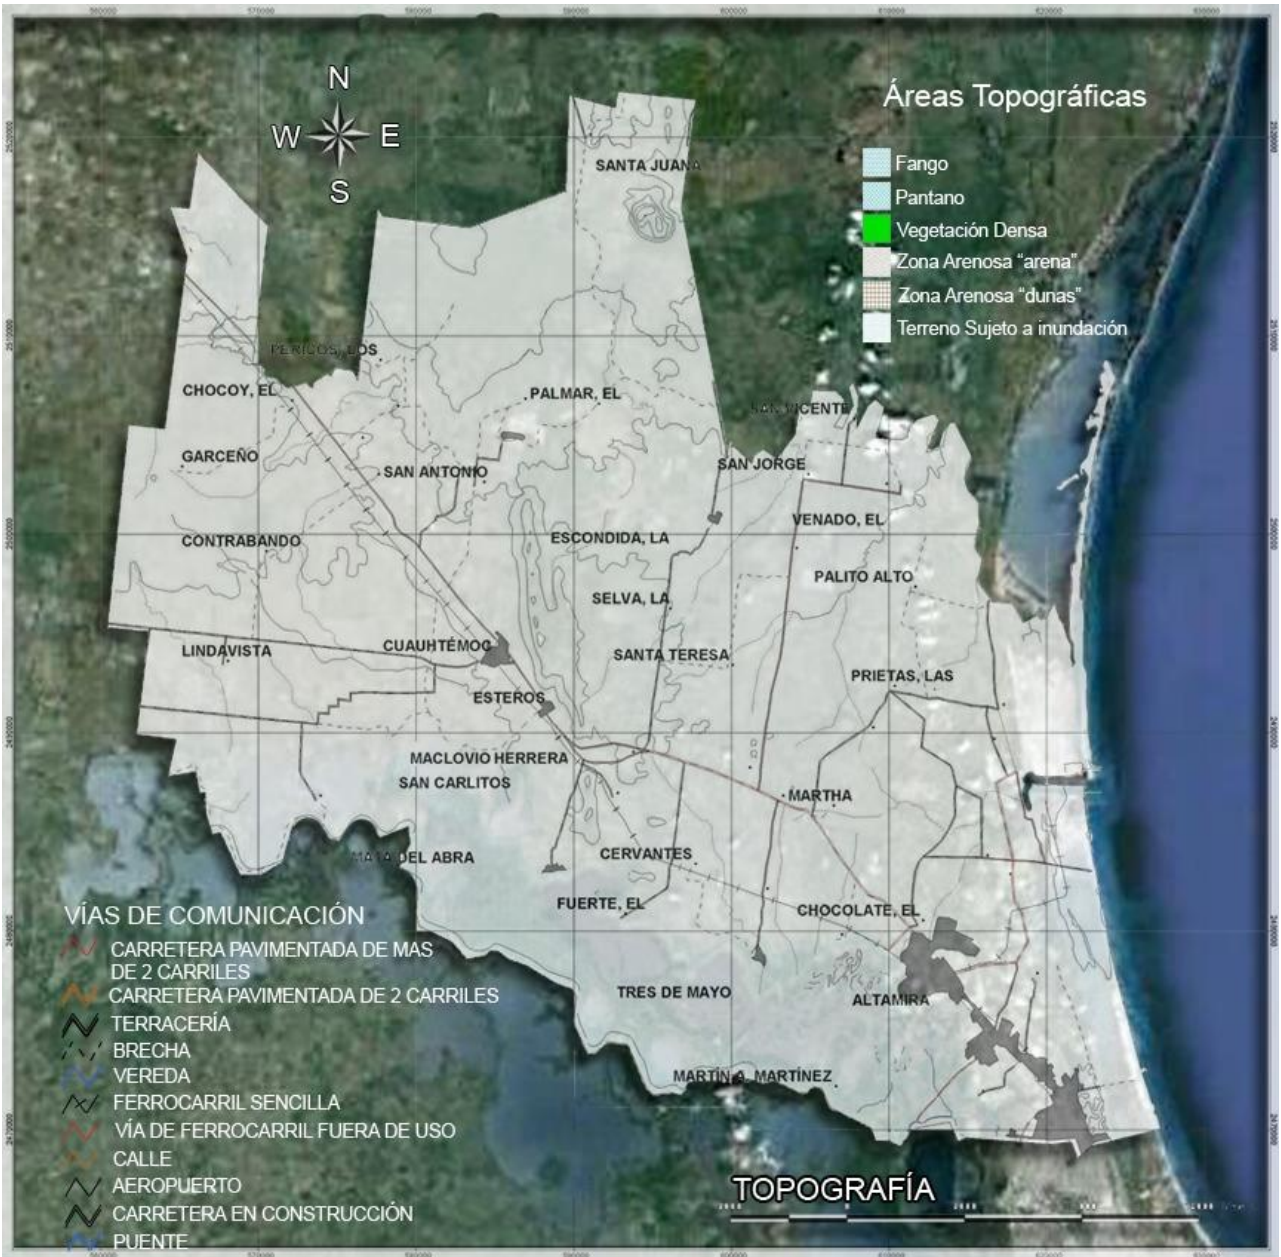 N
W E
S
Áreas Topográficas
Fango
Pantano
Vegetación Densa
Zona Arenosa “arena”
Zona Arenosa “dunas”
Terreno Sujeto a inundación
SANTA JUANA
PERICOS, LOS
CHOCOY, EL
PALMAR, EL
SAN VICENTE
GARCEÑO
SAN ANTONIO
SAN JORGE
VENADO, EL
CONTRABANDO
ESCONDIDA, LA
PALITO ALTO
SELVA, LA
LINDAVISTA
CUAUHTÉMOC
SANTA TERESA
PRIETAS, LAS
ESTEROS
MACLOVIO HERRERA
SAN CARLITOS
MARTHA
MATA DEL ABRA
CERVANTES
FUERTE, EL
CHOCOLATE, EL
TRES DE MAYO
ALTAMIRA
MARTÍN A. MARTÍNEZ
VÍAS DE COMUNICACIÓN
CARRETERA PAVIMENTADA DE MAS
DE 2 CARRILES
CARRETERA PAVIMENTADA DE 2 CARRILES
TERRACERÍA
BRECHA
VEREDA
FERROCARRIL SENCILLA
VÍA DE FERROCARRIL FUERA DE USO
CALLE
AEROPUERTO
CARRETERA EN CONSTRUCCIÓN
PUENTE
TOPOGRAFÍA